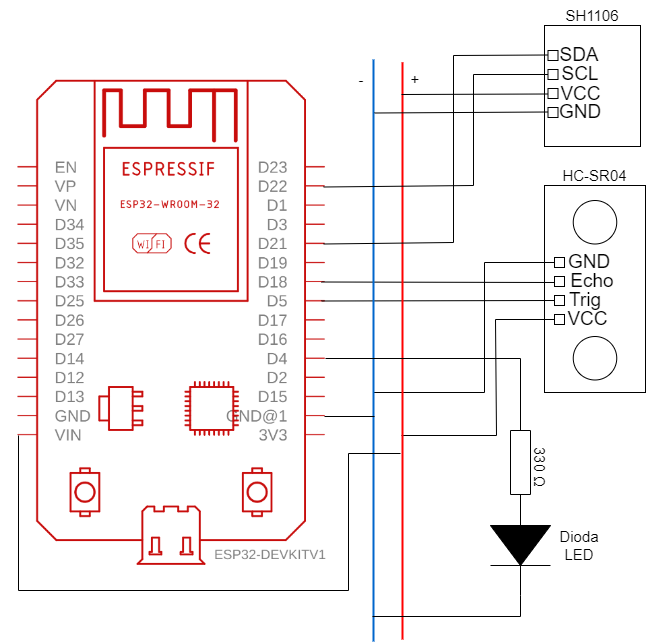 SH1106
SDA
SCL
VCC
GND
- +
ESPRESSIF
ESP32-WROOM-32
WiFi
CE
EN
VP
VN
D34
D35
D32
D33
D25
D26
D27
D14
D12
D13
GND
VIN
D23
D22
D1
D3
D21
D19
D18
D5
D17
D16
D4
D2
D15
GND@1
3V3
ESP32-DEVKITV1
HC-SR04
GND
Echo
Trig
VCC
330 Ω
Dioda
LED